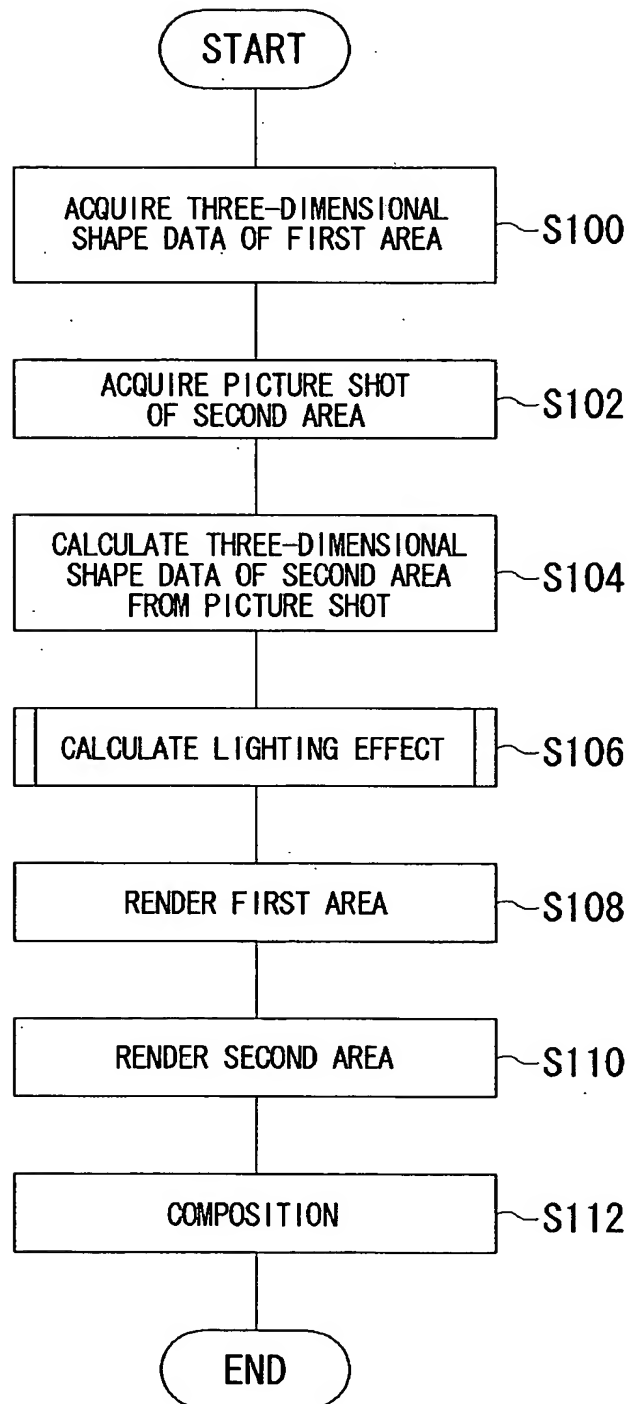 START
ACQUIRE THREE-DIMENSIONAL
SHAPE DATA OF FIRST AREA
S100
ACQUIRE PICTURE SHOT
OF SECOND AREA
S102
CALCULATE THREE-DIMENSIONAL
SHAPE DATA OF SECOND AREA
FROM PICTURE SHOT
S104
CALCULATE LIGHTING EFFECT
S106
RENDER FIRST AREA
S108
RENDER SECOND AREA
S110
COMPOSITION
S112
END